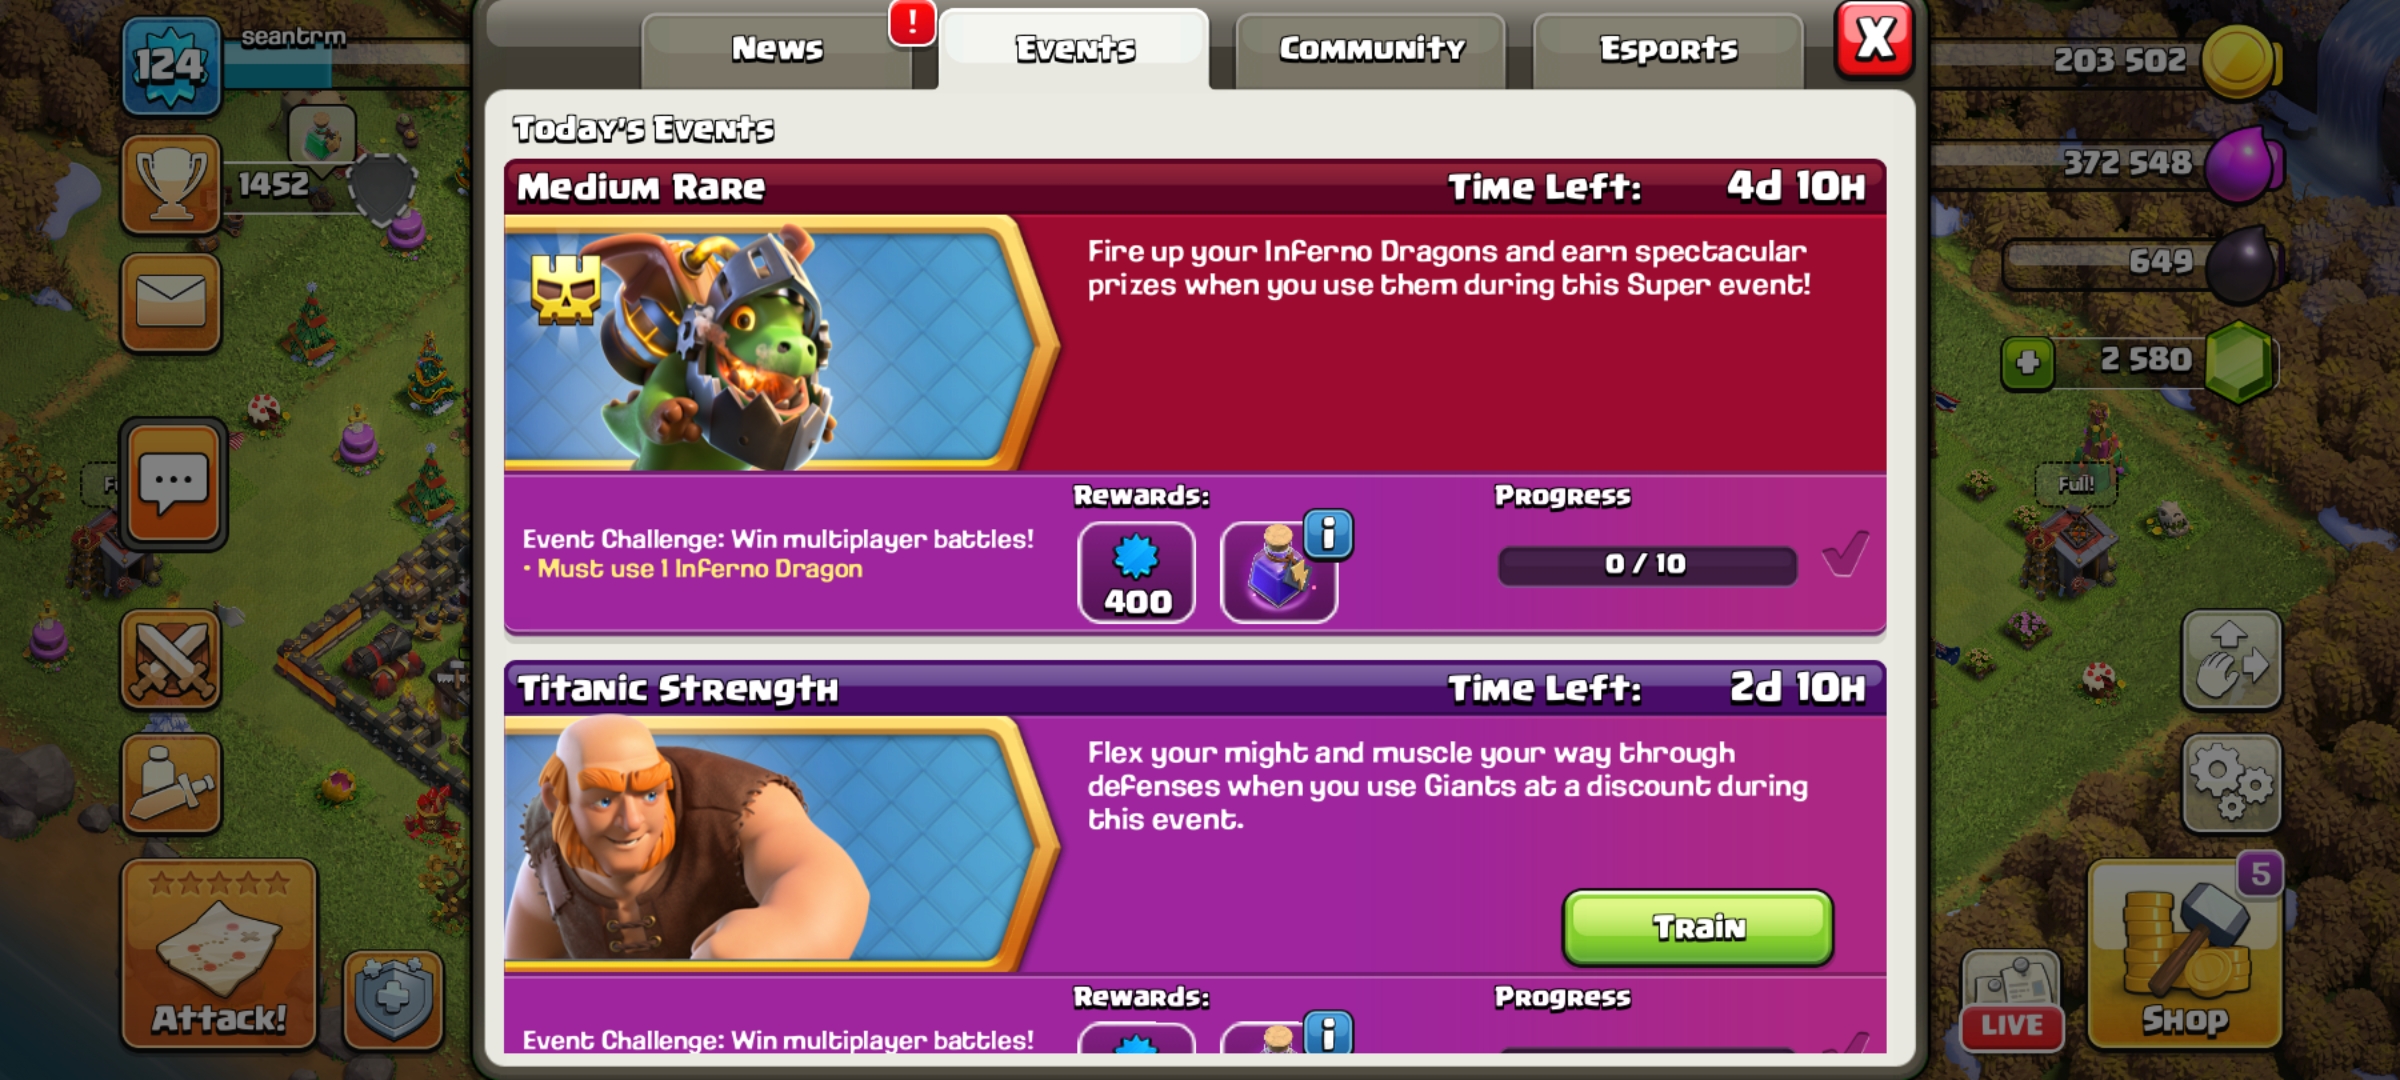 124
seantrm
1452
News
!
Events
Community
Esports
X
203 502
372 548
649
2 580
Today's Events
Medium Rare
Time Left: 4d 10H
Fire up your Inferno Dragons and earn spectacular
prizes when you use them during this Super event!
Rewards:
Progress
Event Challenge: Win multiplayer battles!
• Must use 1 Inferno Dragon
400
i
0 / 10
Titanic Strength
Time Left: 2d 10H
Flex your might and muscle your way through
defenses when you use Giants at a discount during
this event.
Train
Rewards:
Progress
Event Challenge: Win multiplayer battles!
i
Full!
Attack!
5
Shop
LIVE